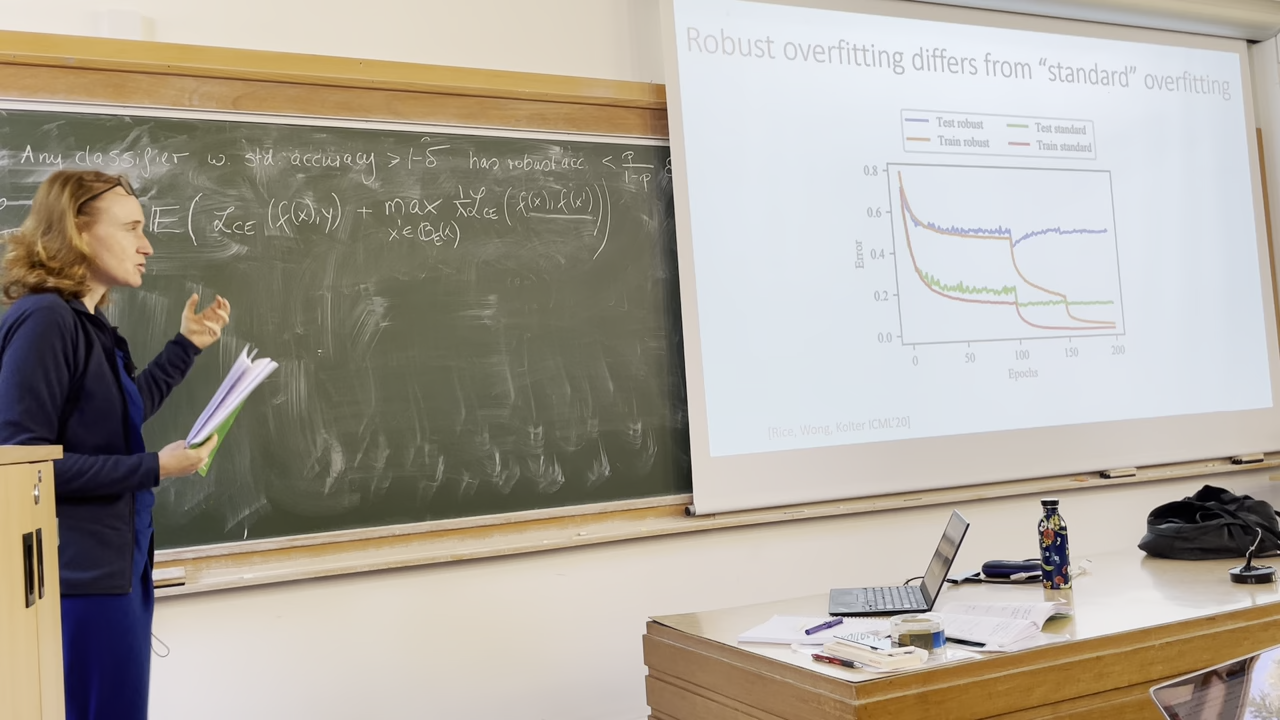 Any classifier w. std. accuracy > 1-δ̂ has robust acc. < p/(1-p) δ
𝔼( ℒCE (f(x), y) + max x'∈𝔹ε(x) 1/λ ℒCE (f(x), f(x')))
Robust overfitting differs from “standard” overfitting
Test robust
Test standard
Train robust
Train standard
0.8
0.6
0.4
0.2
0.0
Error
0
50
100
150
200
Epochs
[Rice, Wong, Kolter ICML'20]